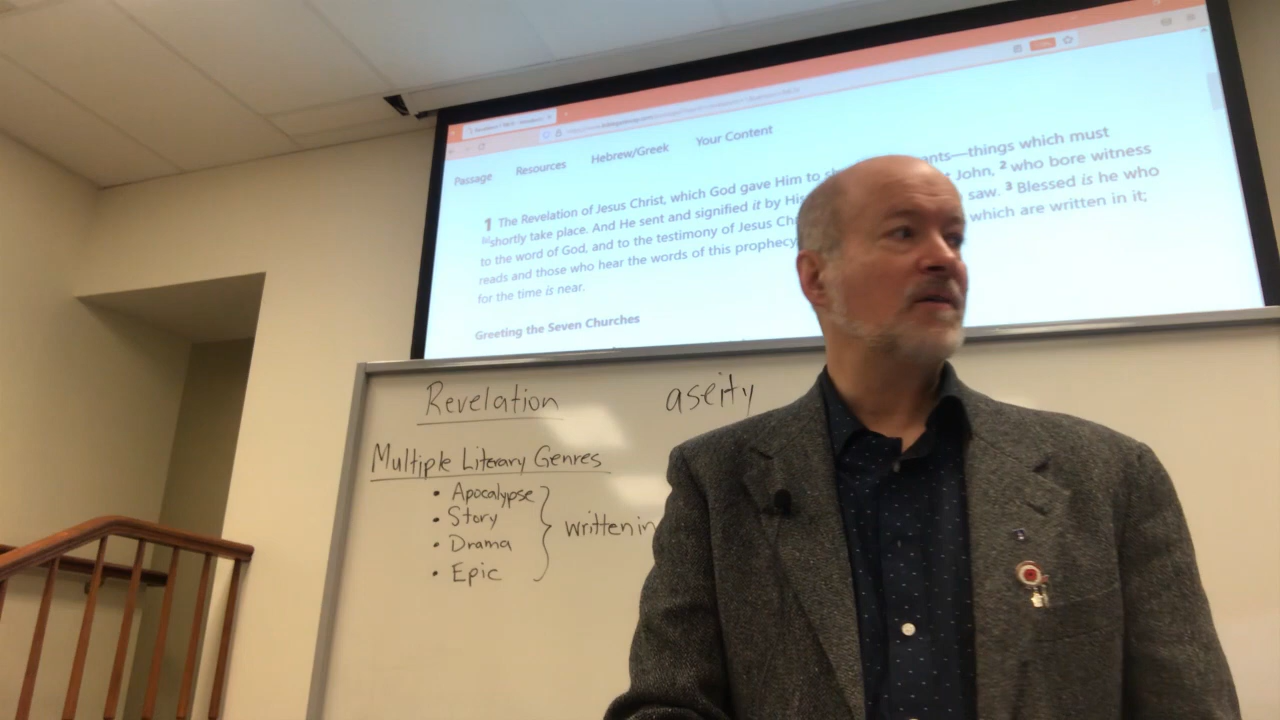 Passage Resources Hebrew/Greek Your Content
1 The Revelation of Jesus Christ, which God gave Him to ants—things which must
shortly take place. And He sent and signified it by His John, 2 who bore witness
to the word of God, and to the testimony of Jesus Chr saw. 3 Blessed is he who
reads and those who hear the words of this prophecy which are written in it;
for the time is near.
Greeting the Seven Churches
Revelation aseity
Multiple Literary Genres
• Apocalypse
• Story
• Drama
• Epic
written in